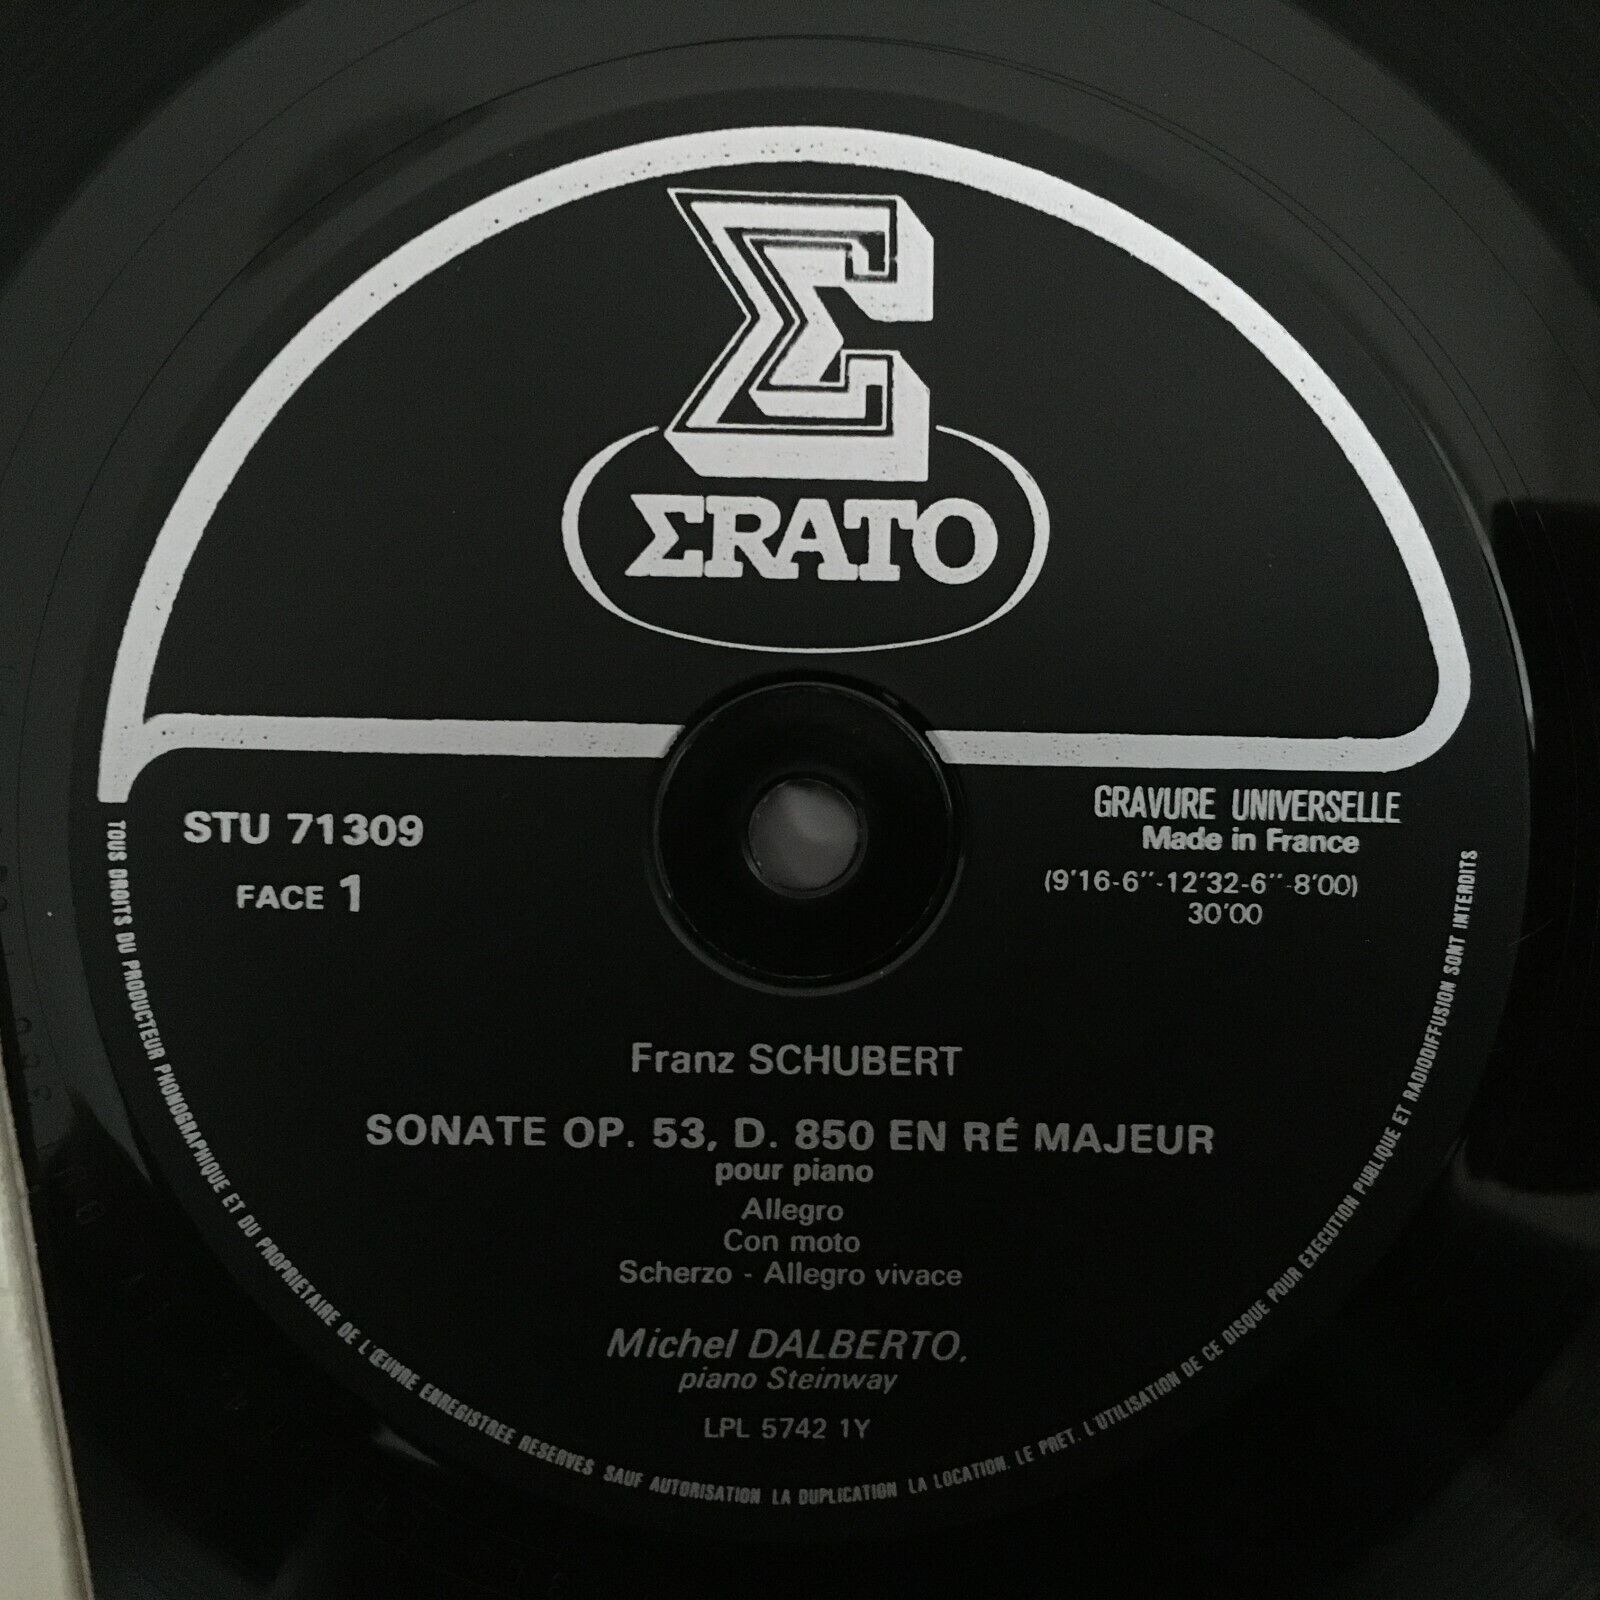 ΣRATO
STU 71309
FACE 1
GRAVURE UNIVERSELLE
Made in France
(9'16-6''-12'32-6''-8'00)
30'00
Franz SCHUBERT
SONATE OP. 53, D. 850 EN RÉ MAJEUR
pour piano
Allegro
Con moto
Scherzo - Allegro vivace
Michel DALBERTO,
piano Steinway
LPL 5742 1Y
TOUS DROITS DU PRODUCTEUR PHONOGRAPHIQUE ET DU PROPRIETAIRE DE L'ŒUVRE ENREGISTREE RESERVES SAUF AUTORISATION LA DUPLICATION LA LOCATION. LE PRET. L'UTILISATION DE CE DISQUE POUR EXECUTION PUBLIQUE ET RADIODIFFUSION SONT INTERDITS